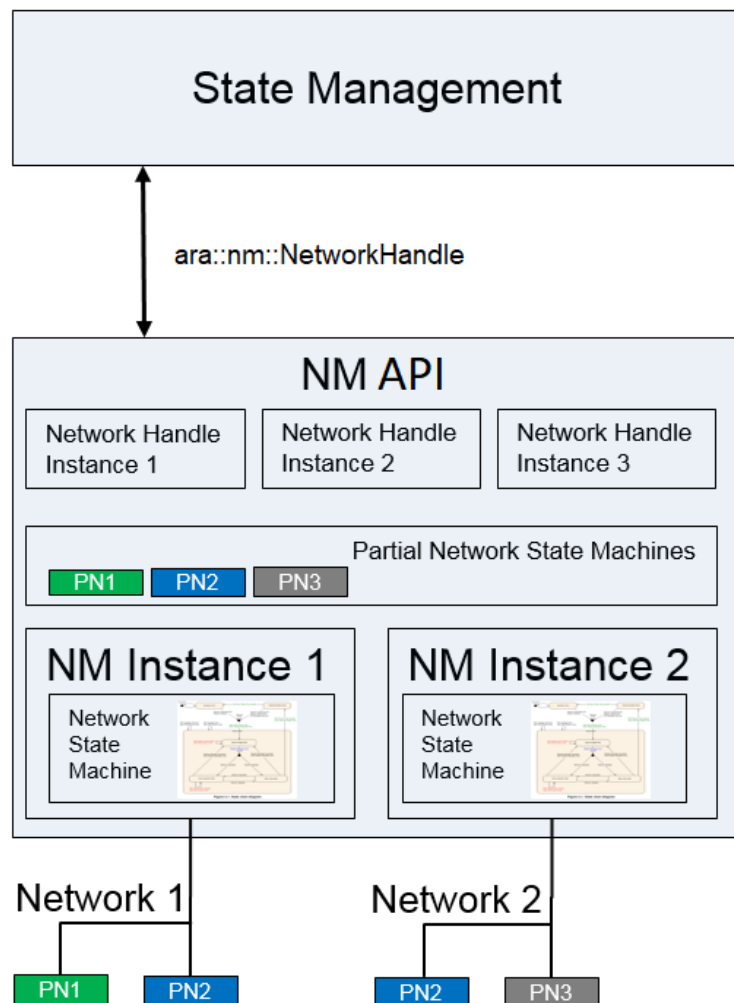 State Management
ara::nm::NetworkHandle
NM API
Network Handle
Instance 1
Network Handle
Instance 2
Network Handle
Instance 3
Partial Network State Machines
PN1
PN2
PN3
NM Instance 1
Network
State
Machine
NM Instance 2
Network
State
Machine
Network 1
Network 2
PN1
PN2
PN2
PN3